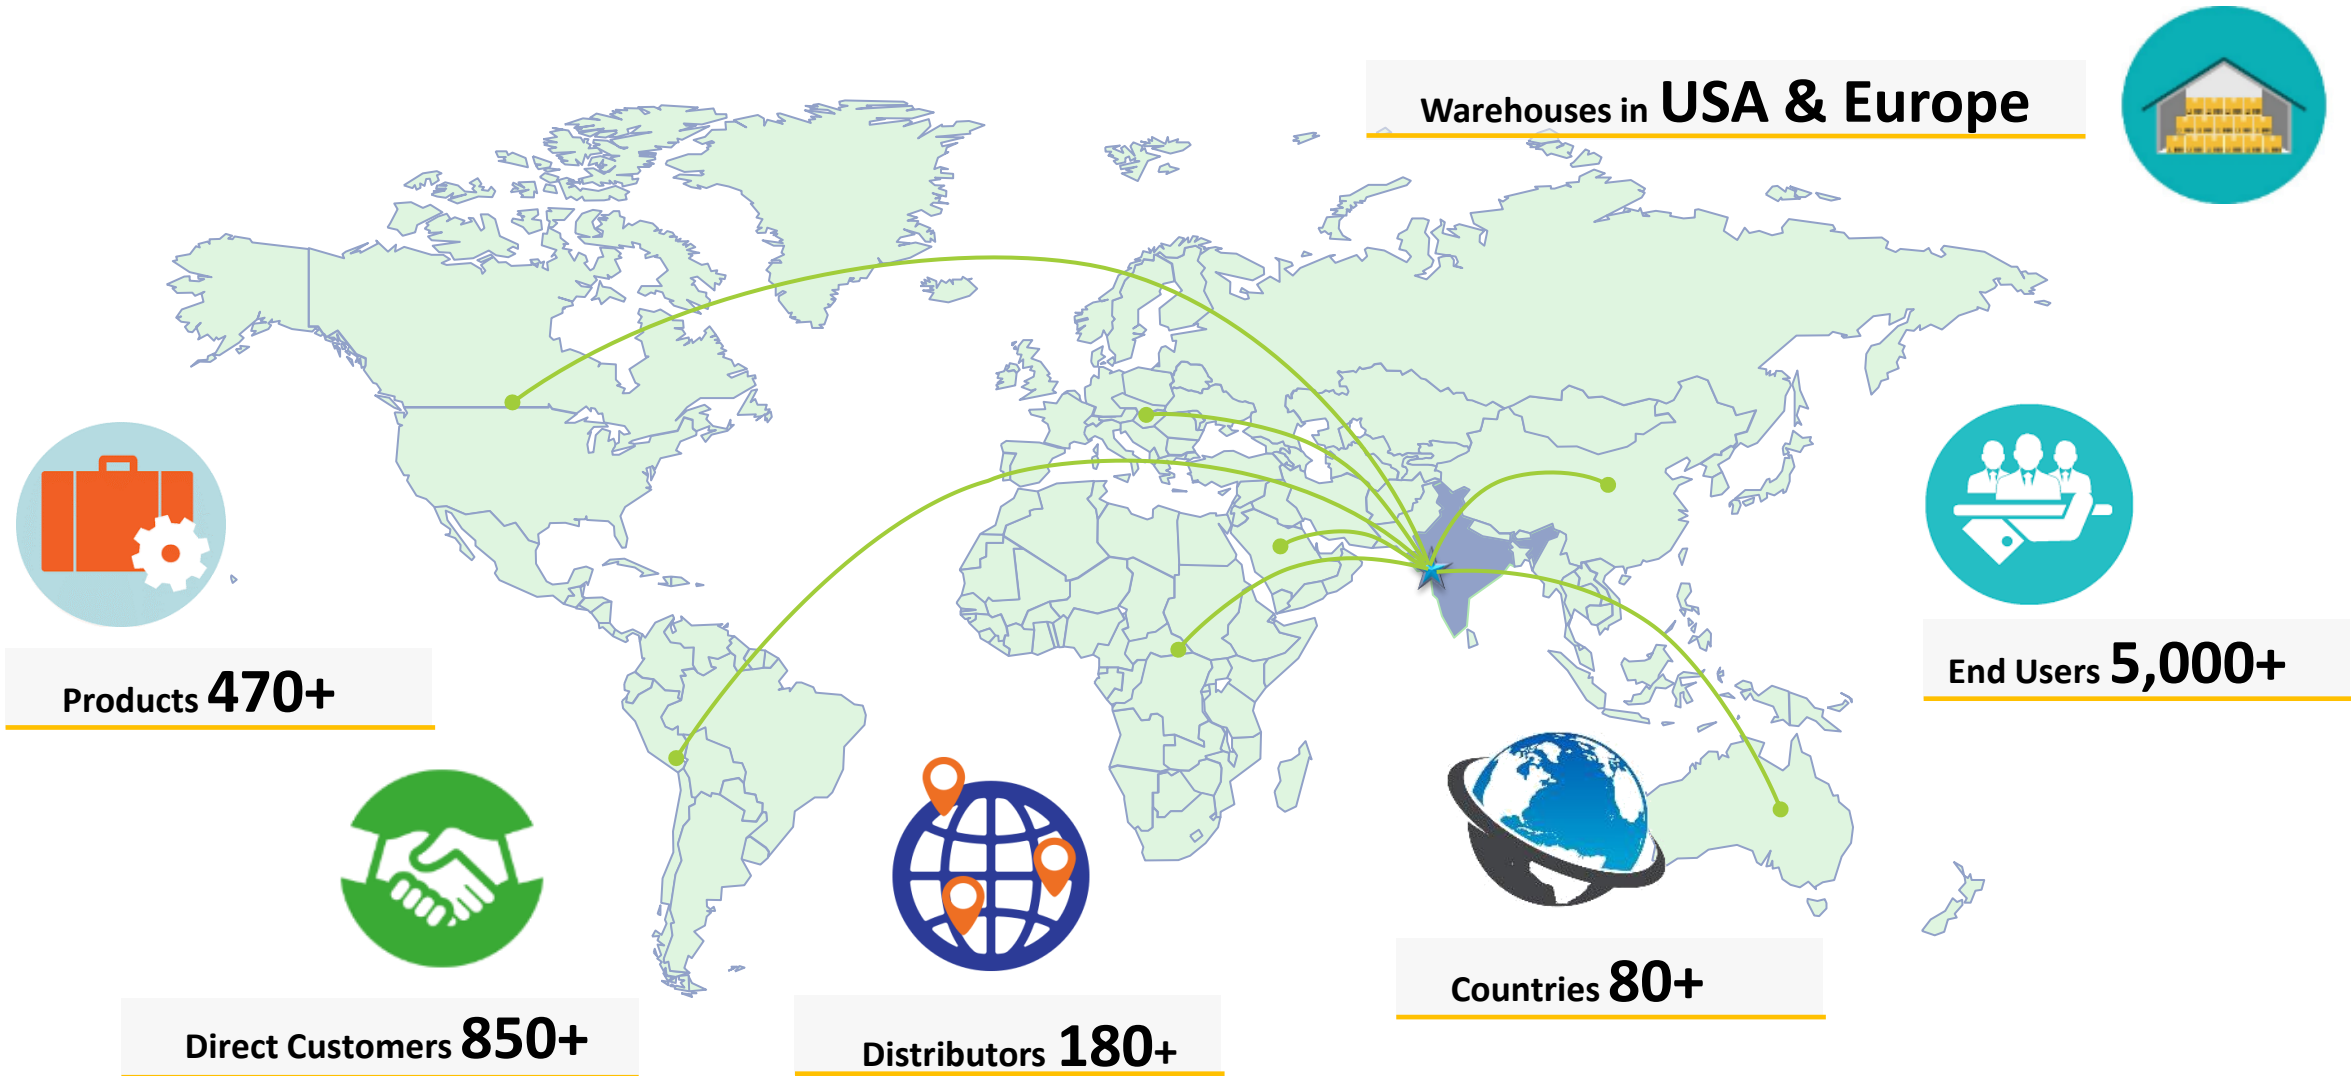 Warehouses in USA & Europe
Products 470+
End Users 5,000+
Direct Customers 850+
Distributors 180+
Countries 80+